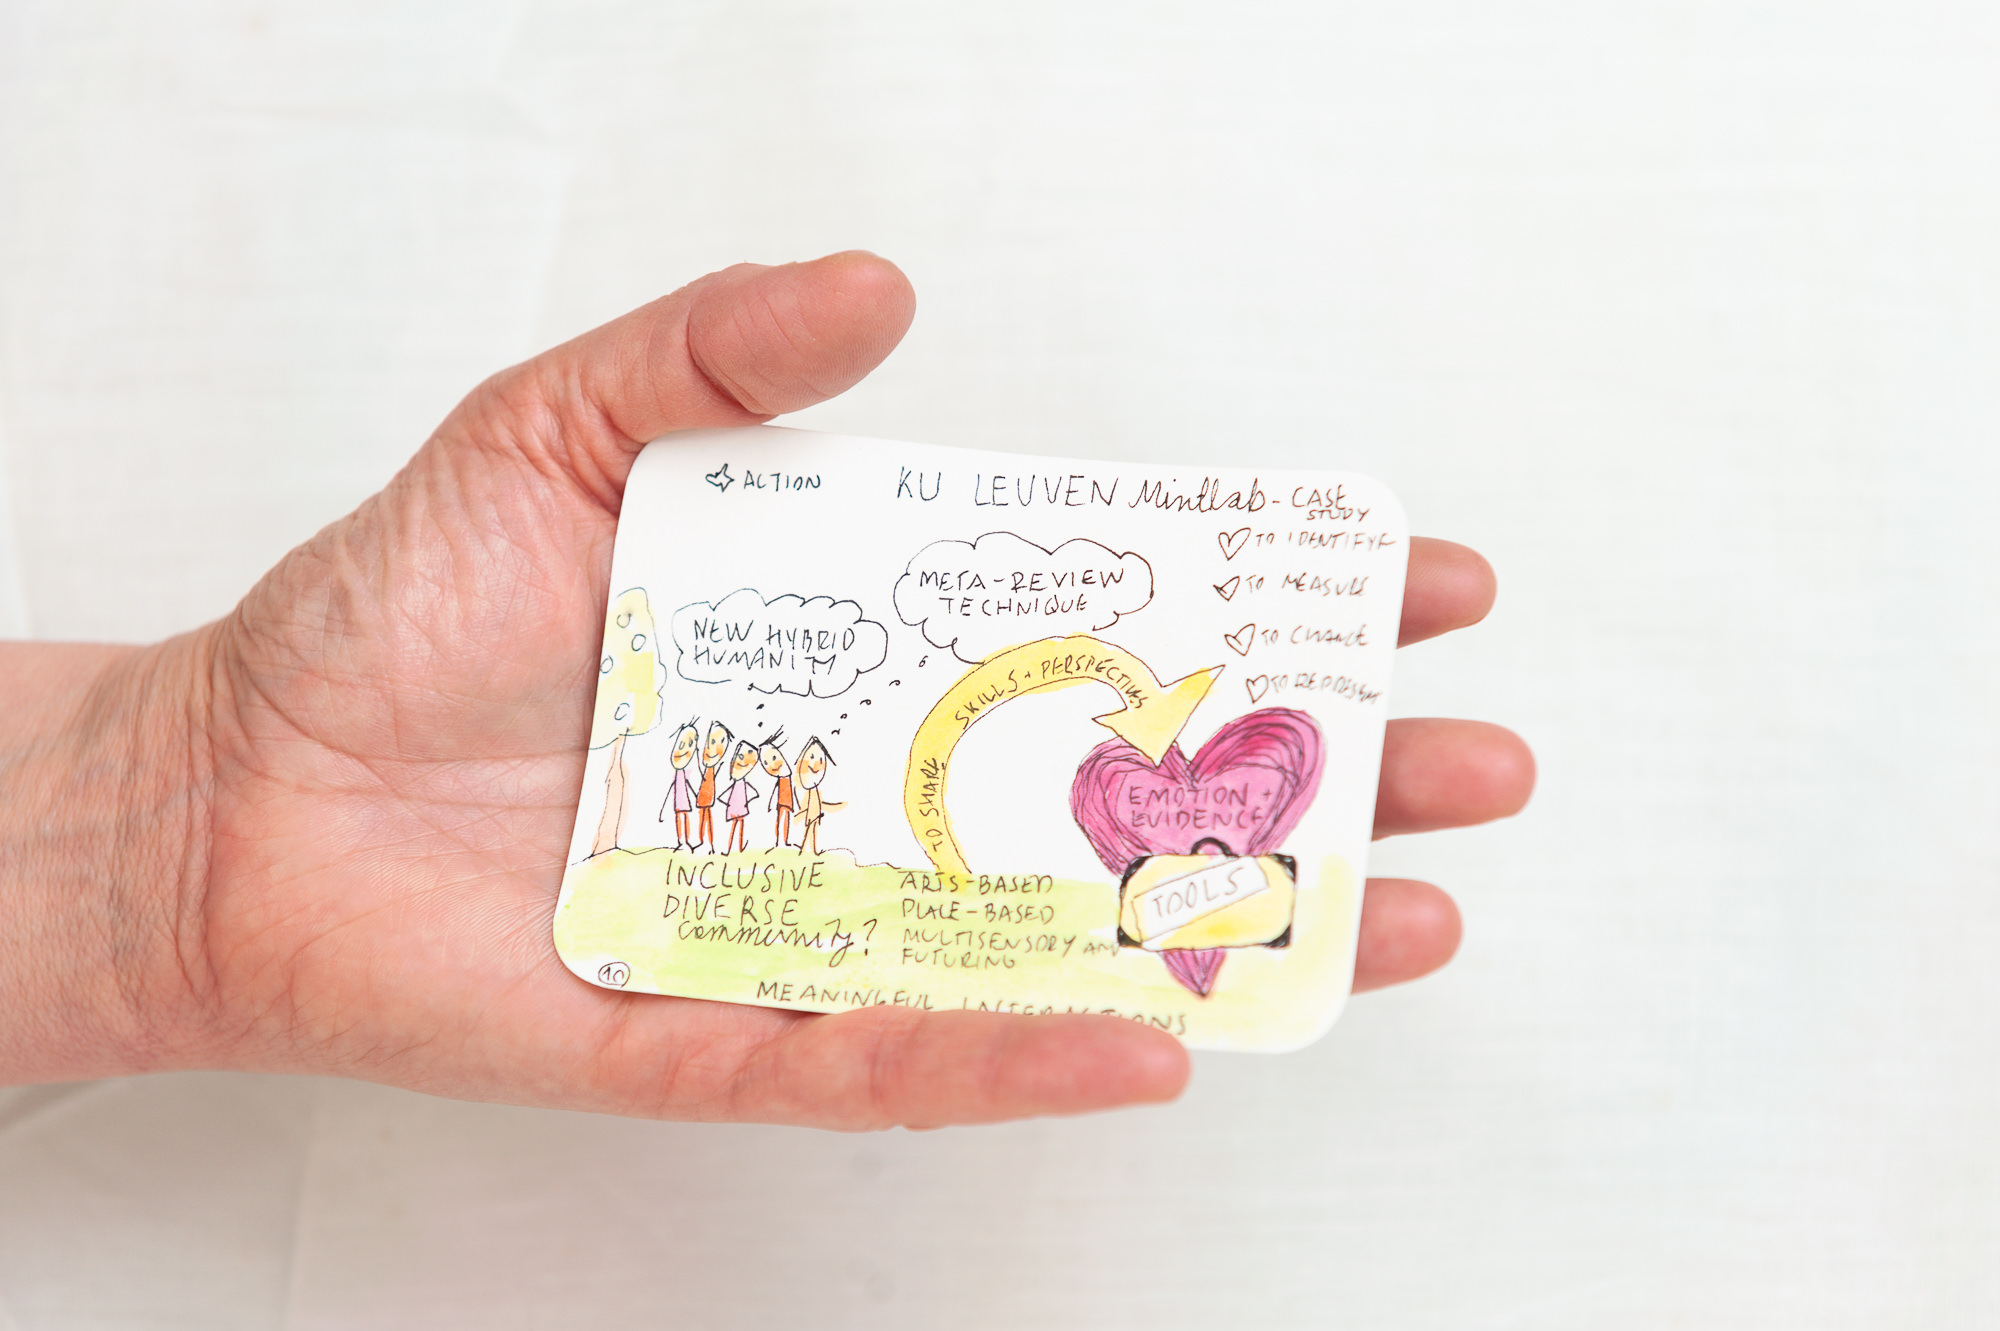 ACTION
KU LEUVEN Mintlab - CASE
STUDY
TO IDENTIFY
TO MEASURE
TO CHANGE
META-REVIEW
TECHNIQUE
NEW HYBRID
HUMANITY
TO SHARE SKILLS + PERSPECTIVES
EMOTION +
EVIDENCE
TOOLS
INCLUSIVE
DIVERSE
Community?
ARTS-BASED
PLACE-BASED
MULTISENSORY AND
FUTURING
10
MEANINGFUL INTERACTIONS